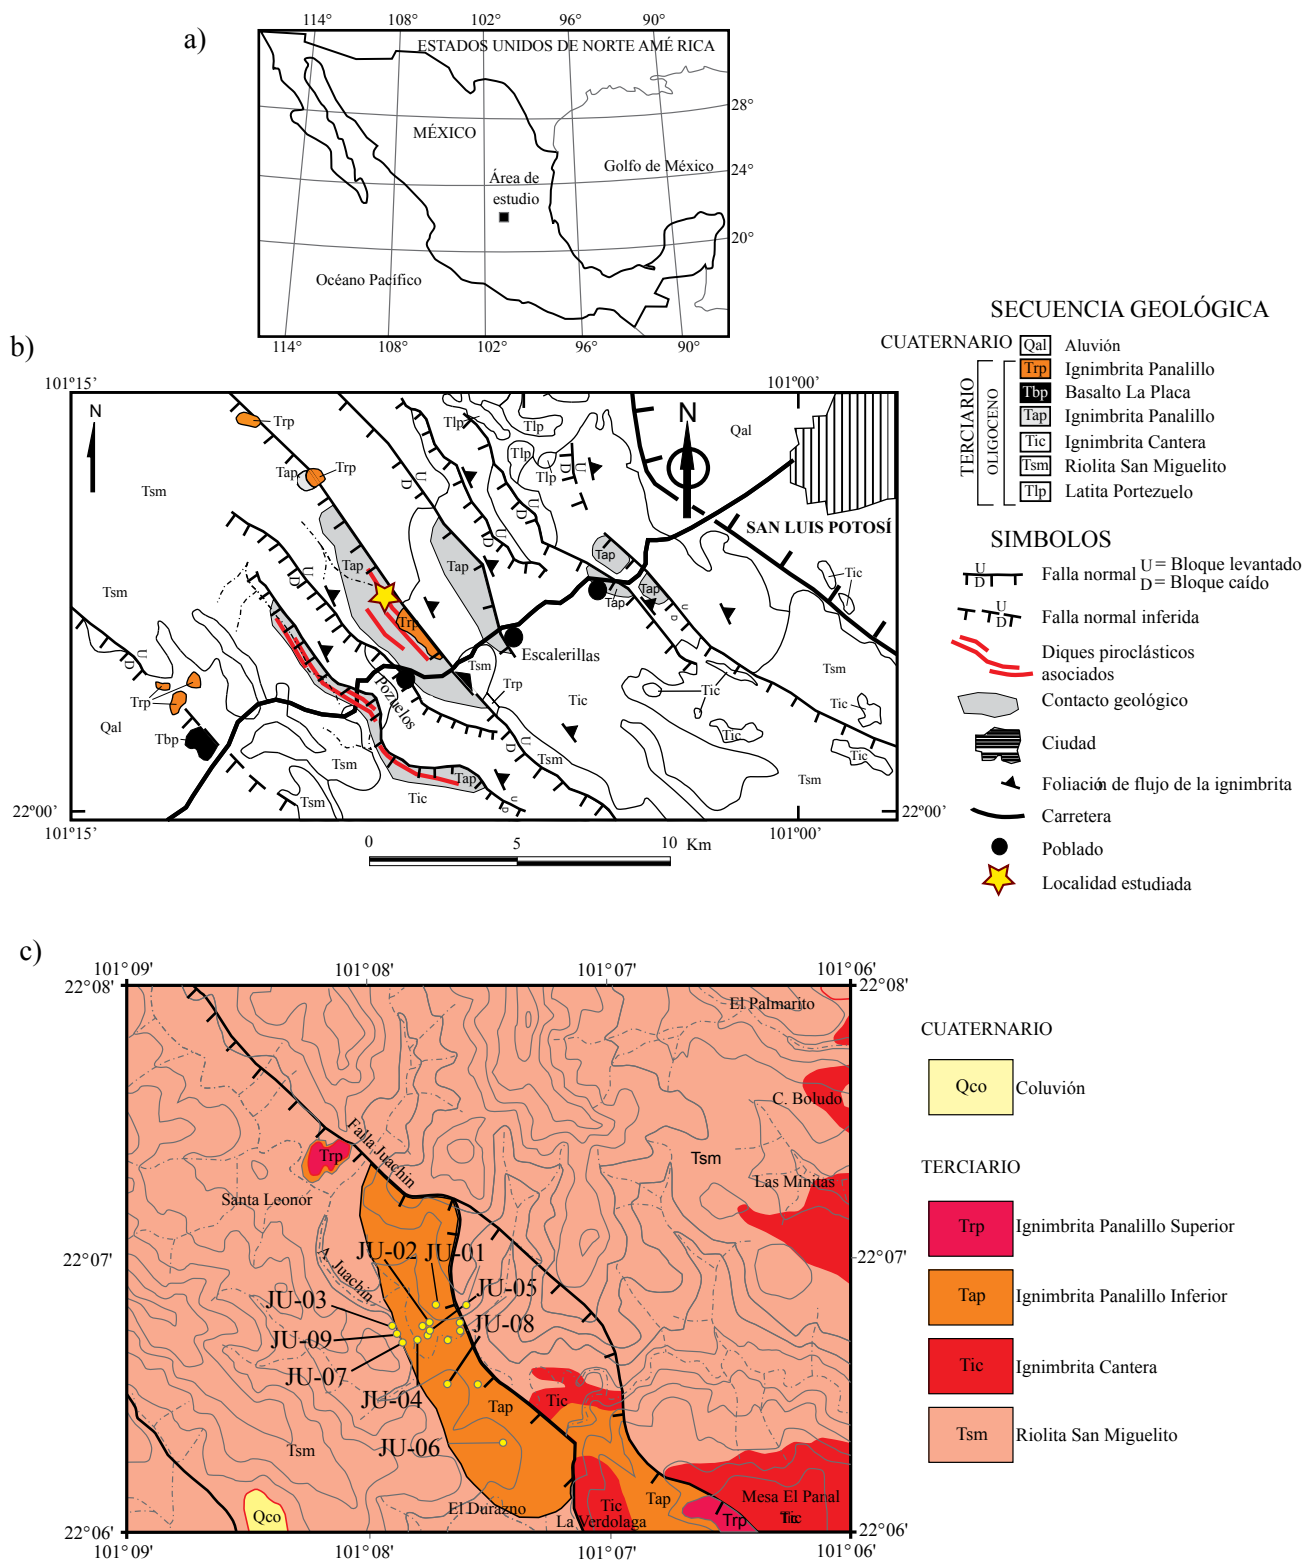 a)
114°
108°
102°
96°
90°
ESTADOS UNIDOS DE NORTE AMÉ RICA
28°
MÉXICO
Golfo de México
24°
Área de
estudio
20°
Océano Pacífico
114°
108°
102°
96°
90°
b)
101°15'
101°00'
N
Trp
Tap
Trp
Tsm
U
D
Tlp
Tlp
Tlp
Tlp
U
D
U
D
U
D
N
Qal
SAN LUIS POTOSÍ
Tap
Tap
Tap
Tap
Tap
U
D
Tic
Tsm
U
D
U
D
Trp
Escalerillas
Tsm
Trp
Tic
Tic
Tsm
Tic
Tic
Trp
Qal
Tbp
Pozuelos
Tsm
Tsm
Tap
Tic
U
D
U
D
Tsm
Tsm
22°00'
22°00'
101°15'
101°00'
0
5
10
Km
SECUENCIA GEOLÓGICA
CUATERNARIO
TERCIARIO
OLIGOCENO
Qal Aluvión
Trp Ignimbrita Panalillo
Tbp Basalto La Placa
Tap Ignimbrita Panalillo
Tic Ignimbrita Cantera
Tsm Riolita San Miguelito
Tlp Latita Portezuelo
SIMBOLOS
U
D
Falla normal
U = Bloque levantado
D = Bloque caído
U
D
Falla normal inferida
Diques piroclásticos
asociados
Contacto geológico
Ciudad
Foliación de flujo de la ignimbrita
Carretera
Poblado
Localidad estudiada
c)
101° 09'
101° 08'
101° 07'
101° 06'
22° 08'
22° 08'
El Palmarito
C. Boludo
Falla Juachin
Trp
Tsm
Santa Leonor
Las Minitas
22° 07'
22° 07'
A. Juachin
JU-02
JU-01
JU-05
JU-03
JU-08
JU-09
JU-07
JU-04
Tap
Tic
JU-06
Tsm
El Durazno
Qco
Tic
La Verdolaga
Tap
Trp
Mesa El Panal
Tic
22° 06'
22° 06'
101° 09'
101° 08'
101° 07'
101° 06'
CUATERNARIO
Qco Coluvión
TERCIARIO
Trp Ignimbrita Panalillo Superior
Tap Ignimbrita Panalillo Inferior
Tic Ignimbrita Cantera
Tsm Riolita San Miguelito